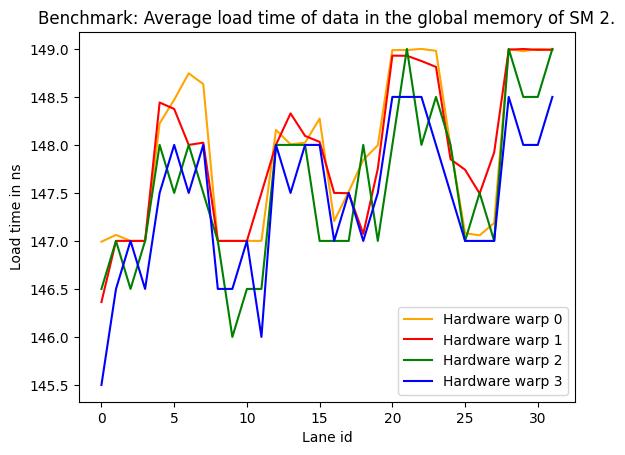 Benchmark: Average load time of data in the global memory of SM 2.
149.0
148.5
148.0
147.5
147.0
146.5
146.0
145.5
Load time in ns
Hardware warp 0
Hardware warp 1
Hardware warp 2
Hardware warp 3
0 5 10 15 20 25 30
Lane id